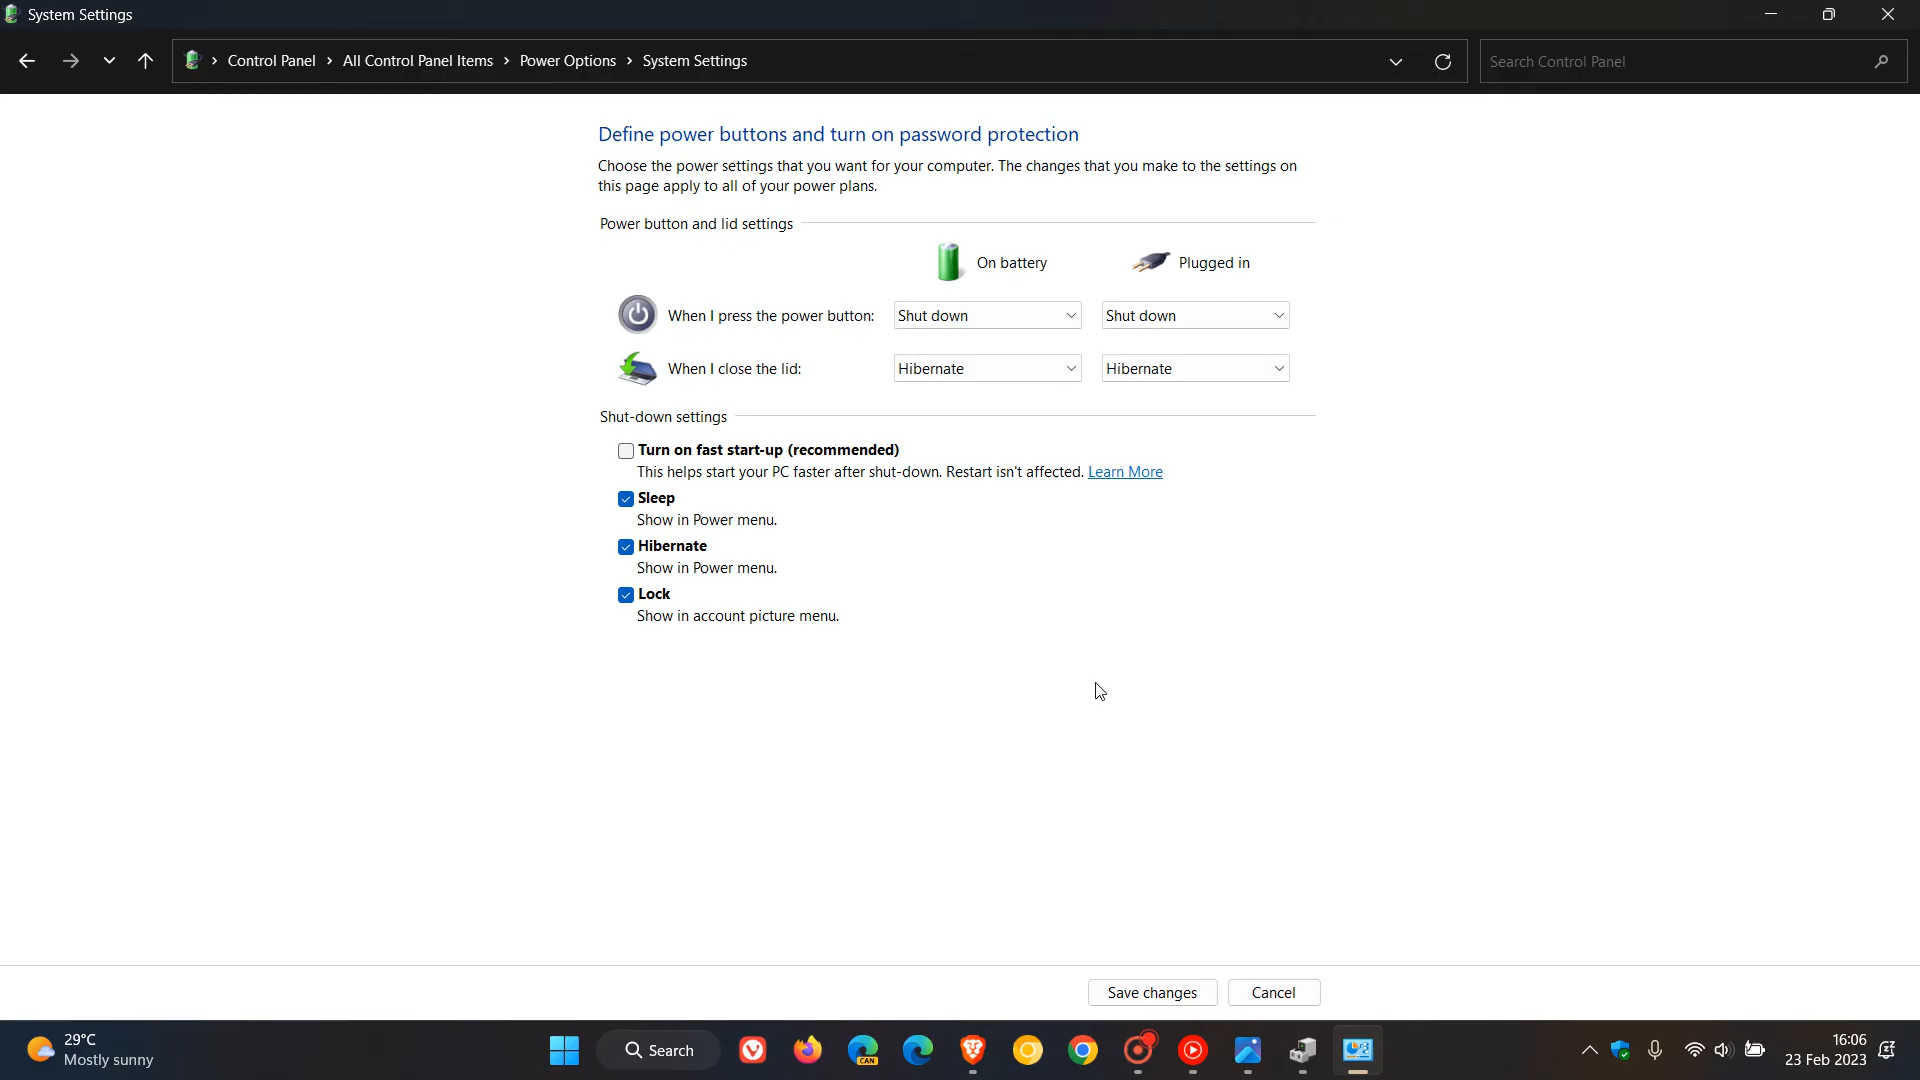 System Settings
Control Panel
All Control Panel Items
Power Options
System Settings
Search Control Panel
Define power buttons and turn on password protection
Choose the power settings that you want for your computer. The changes that you make to the settings on
this page apply to all of your power plans.
Power button and lid settings
On battery
Plugged in
When I press the power button:
Shut down
Shut down
When I close the lid:
Hibernate
Hibernate
Shut-down settings
Turn on fast start-up (recommended)
This helps start your PC faster after shut-down. Restart isn't affected. Learn More
Sleep
Show in Power menu.
Hibernate
Show in Power menu.
Lock
Show in account picture menu.
Save changes
Cancel
29°C
Mostly sunny
Search
CAN
16:06
23 Feb 2023